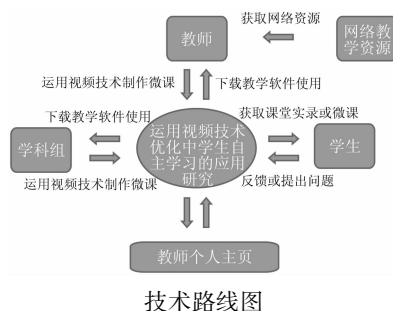 获取网络资源
教师
网络教
学资源
运用视频技术制作微课
下载教学软件使用
下载教学软件使用
获取课堂实录或微课
学科组
运用视频技术
优化中学生自
主学习的应用
研究
学生
运用视频技术制作微课
反馈或提出问题
教师个人主页
技术路线图